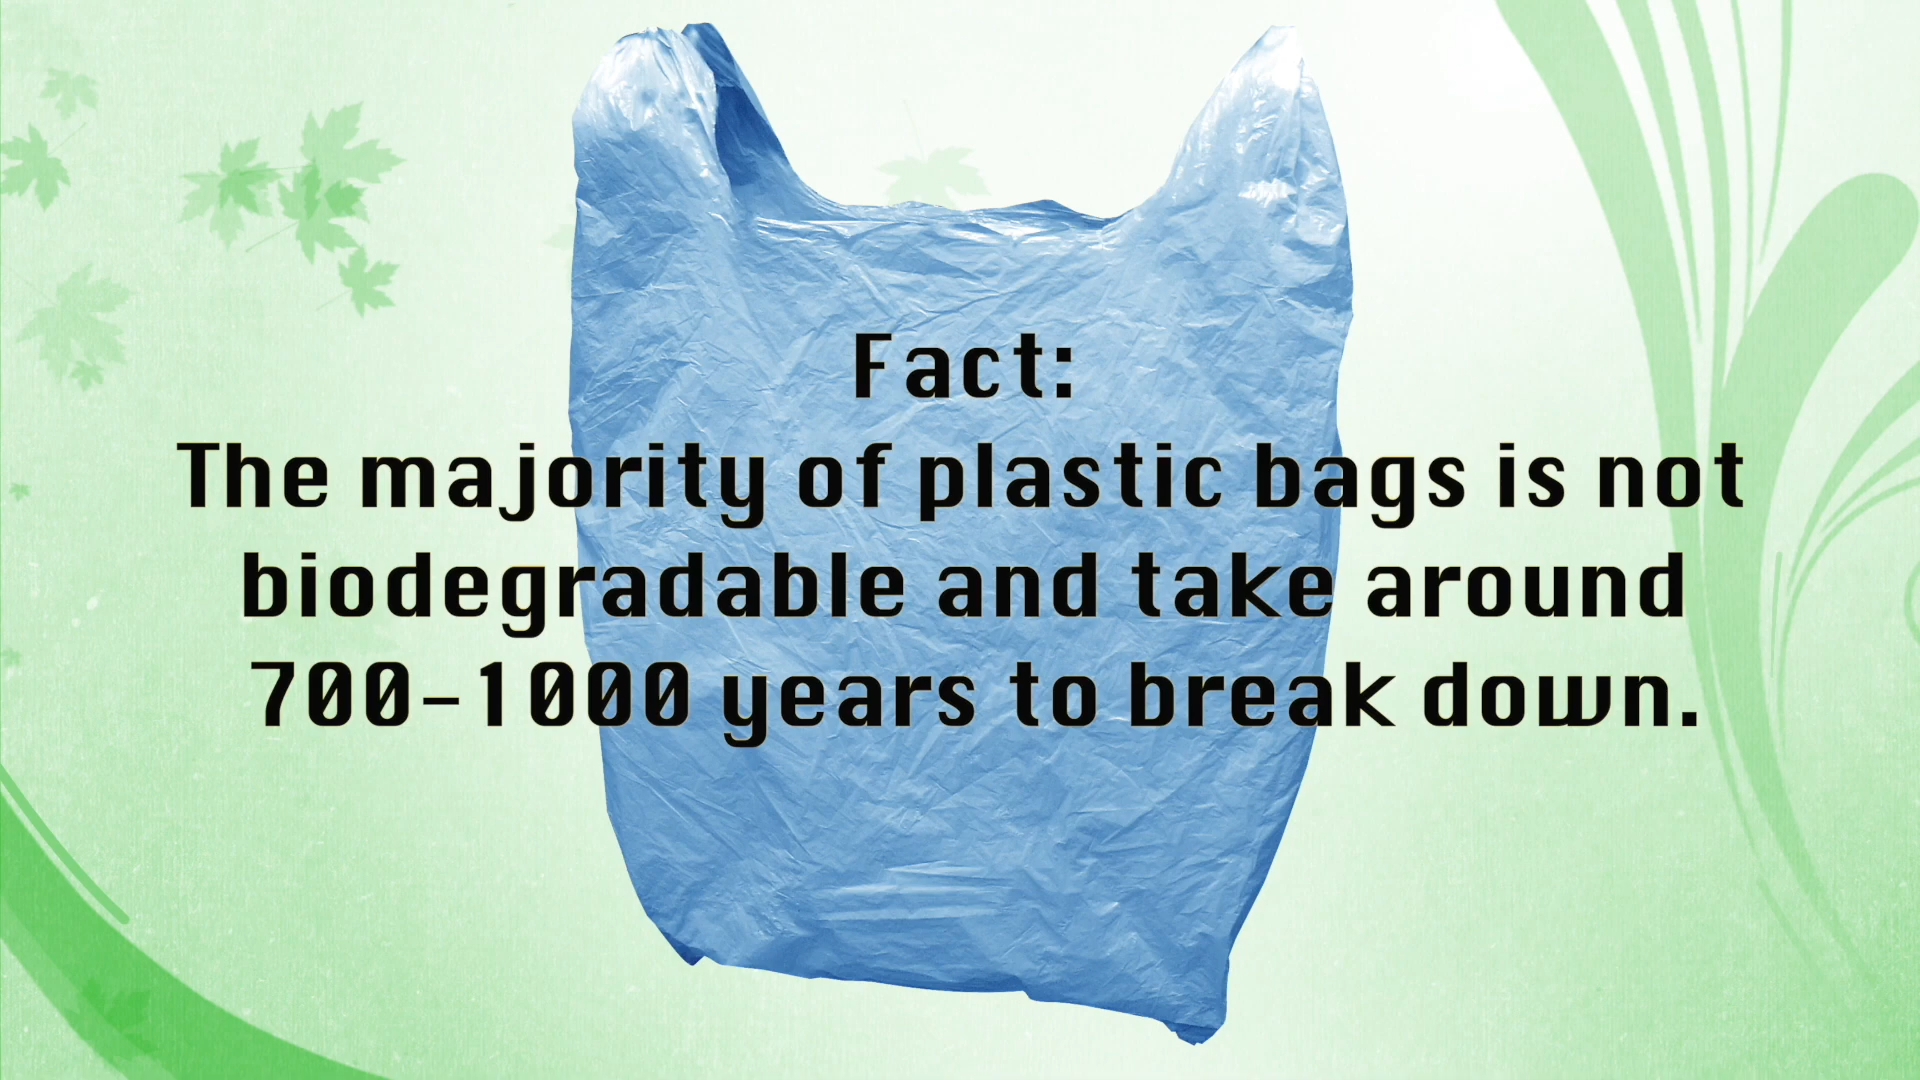 Fact:
The majority of plastic bags is not
biodegradable and take around
700-1000 years to break down.